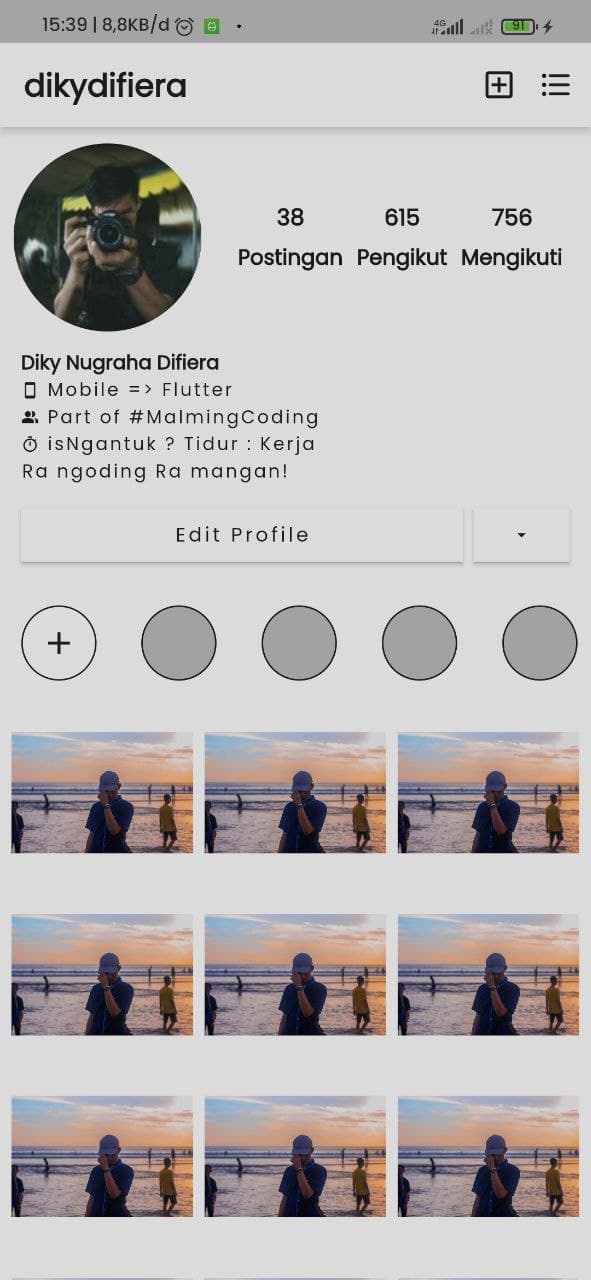 15:39 | 8,8KB/d
4G
91
dikydifiera
38 615 756
Postingan Pengikut Mengikuti
Diky Nugraha Difiera
Mobile => Flutter
Part of #MalmingCoding
isNgantuk ? Tidur : Kerja
Ra ngoding Ra mangan!
Edit Profile